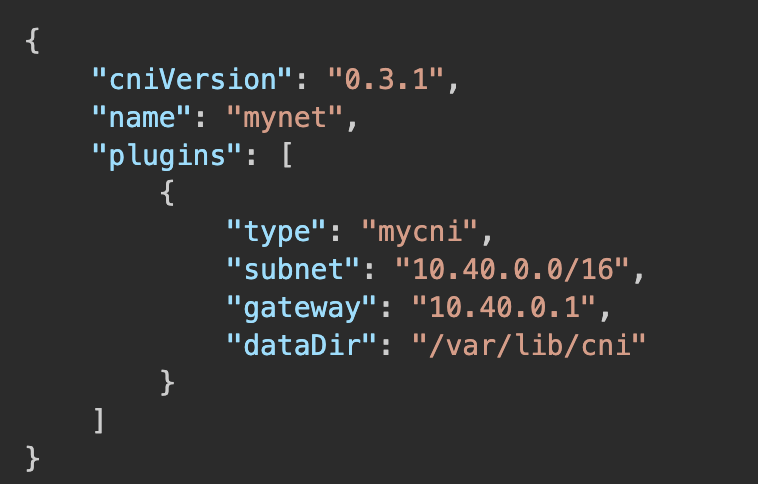 {
    "cniVersion": "0.3.1",
    "name": "mynet",
    "plugins": [
        {
            "type": "mycni",
            "subnet": "10.40.0.0/16",
            "gateway": "10.40.0.1",
            "dataDir": "/var/lib/cni"
        }
    ]
}